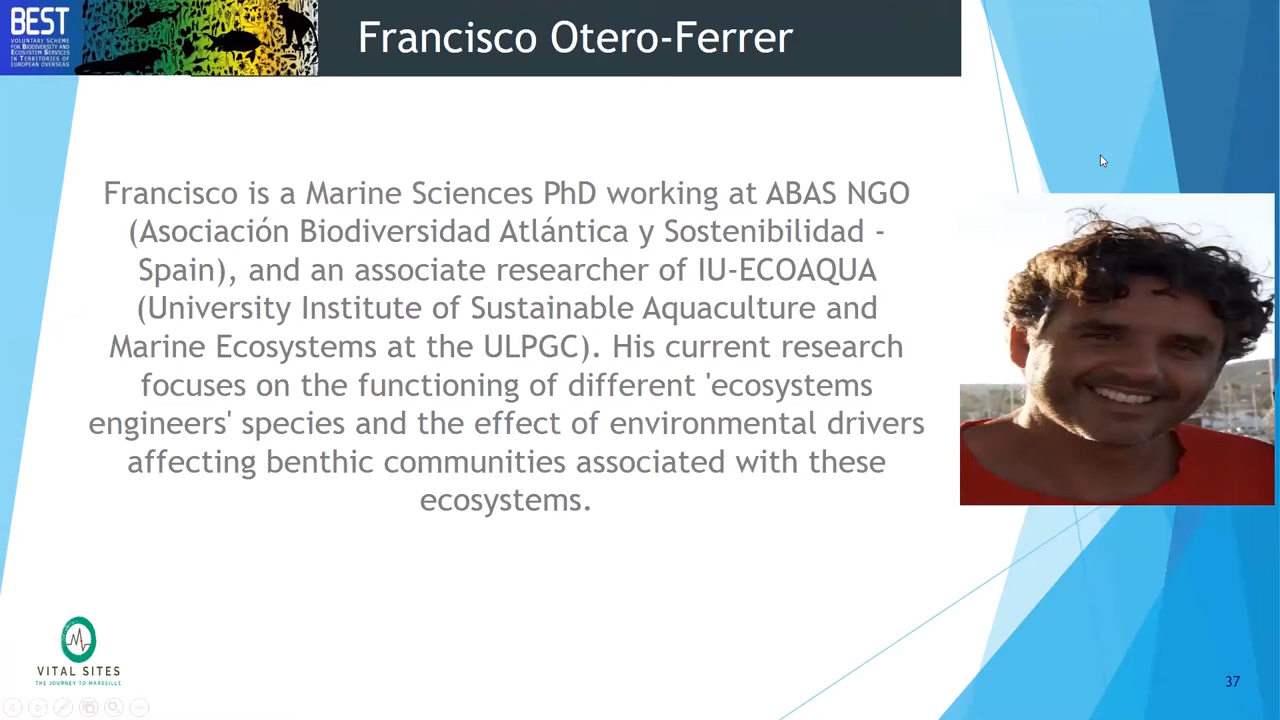 BEST
VOLUNTARY SCHEME
FOR BIODIVERSITY AND
ECOSYSTEM SERVICES
IN TERRITORIES OF
EUROPEAN OVERSEAS
Francisco Otero-Ferrer
Francisco is a Marine Sciences PhD working at ABAS NGO
(Asociación Biodiversidad Atlántica y Sostenibilidad -
Spain), and an associate researcher of IU-ECOAQUA
(University Institute of Sustainable Aquaculture and
Marine Ecosystems at the ULPGC). His current research
focuses on the functioning of different 'ecosystems
engineers' species and the effect of environmental drivers
affecting benthic communities associated with these
ecosystems.
VITAL SITES
THE JOURNEY TO MARSEILLE
37